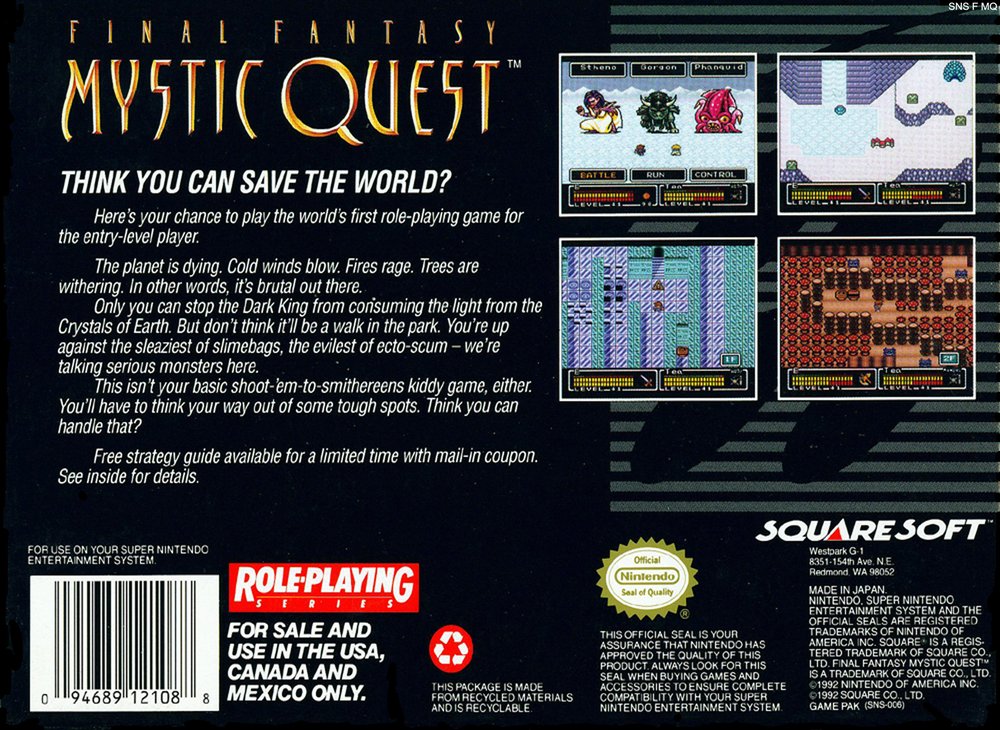 SNS F MQ
FINAL FANTASY
MYSTIC QUEST™
THINK YOU CAN SAVE THE WORLD?
Here's your chance to play the world's first role-playing game for
the entry-level player.
The planet is dying. Cold winds blow. Fires rage. Trees are
withering. In other words, it's brutal out there.
Only you can stop the Dark King from consuming the light from the
Crystals of Earth. But don't think it'll be a walk in the park. You're up
against the sleaziest of slimebags, the evilest of ecto-scum – we're
talking serious monsters here.
This isn't your basic shoot-'em-to-smithereens kiddy game, either.
You'll have to think your way out of some tough spots. Think you can
handle that?
Free strategy guide available for a limited time with mail-in coupon.
See inside for details.
Stheno Gorgon Phanquid
BATTLE RUN CONTROL
LEVEL 41 LEVEL 41
LEVEL 41 LEVEL 41
1F
2F
FOR USE ON YOUR SUPER NINTENDO
ENTERTAINMENT SYSTEM.
0 94689 12108 8
ROLE•PLAYING
SERIES
FOR SALE AND
USE IN THE USA,
CANADA AND
MEXICO ONLY.
THIS PACKAGE IS MADE
FROM RECYCLED MATERIALS
AND IS RECYCLABLE.
Official
Nintendo
Seal of Quality
®
THIS OFFICIAL SEAL IS YOUR
ASSURANCE THAT NINTENDO HAS
APPROVED THE QUALITY OF THIS
PRODUCT. ALWAYS LOOK FOR THIS
SEAL WHEN BUYING GAMES AND
ACCESSORIES TO ENSURE COMPLETE
COMPATIBILITY WITH YOUR SUPER
NINTENDO ENTERTAINMENT SYSTEM.
SQUARE SOFT™
Westpark G-1
8351-154th Ave. N.E.
Redmond, WA 98052
MADE IN JAPAN.
NINTENDO, SUPER NINTENDO
ENTERTAINMENT SYSTEM AND THE
OFFICIAL SEALS ARE REGISTERED
TRADEMARKS OF NINTENDO OF
AMERICA INC. SQUARE® IS A REGIS-
TERED TRADEMARK OF SQUARE CO.,
LTD. FINAL FANTASY MYSTIC QUEST™
IS A TRADEMARK OF SQUARE CO., LTD.
©1992 NINTENDO OF AMERICA INC.
©1992 SQUARE CO., LTD.
GAME PAK (SNS-006)